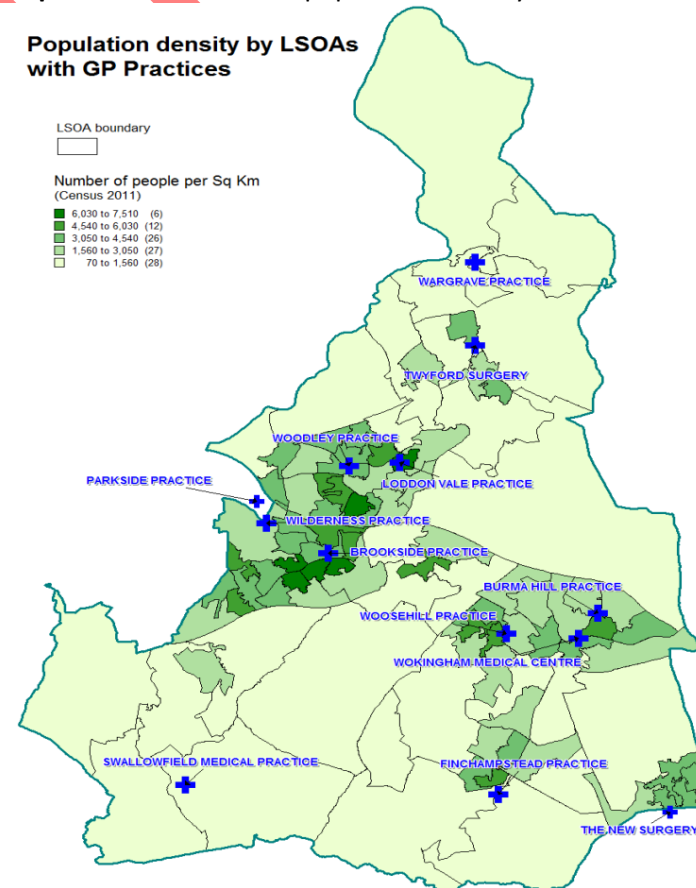 Population density by LSOAs
with GP Practices
LSOA boundary
Number of people per Sq Km
(Census 2011)
6,030 to 7,510 (6)
4,540 to 6,030 (12)
3,050 to 4,540 (26)
1,560 to 3,050 (27)
70 to 1,560 (28)
WARGRAVE PRACTICE
TWYFORD SURGERY
WOODLEY PRACTICE
PARKSIDE PRACTICE
LODDON VALE PRACTICE
WILDERNESS PRACTICE
BROOKSIDE PRACTICE
BURMA HILL PRACTICE
WOOSEHILL PRACTICE
WOKINGHAM MEDICAL CENTRE
SWALLOWFIELD MEDICAL PRACTICE
FINCHAMPSTEAD PRACTICE
THE NEW SURGERY